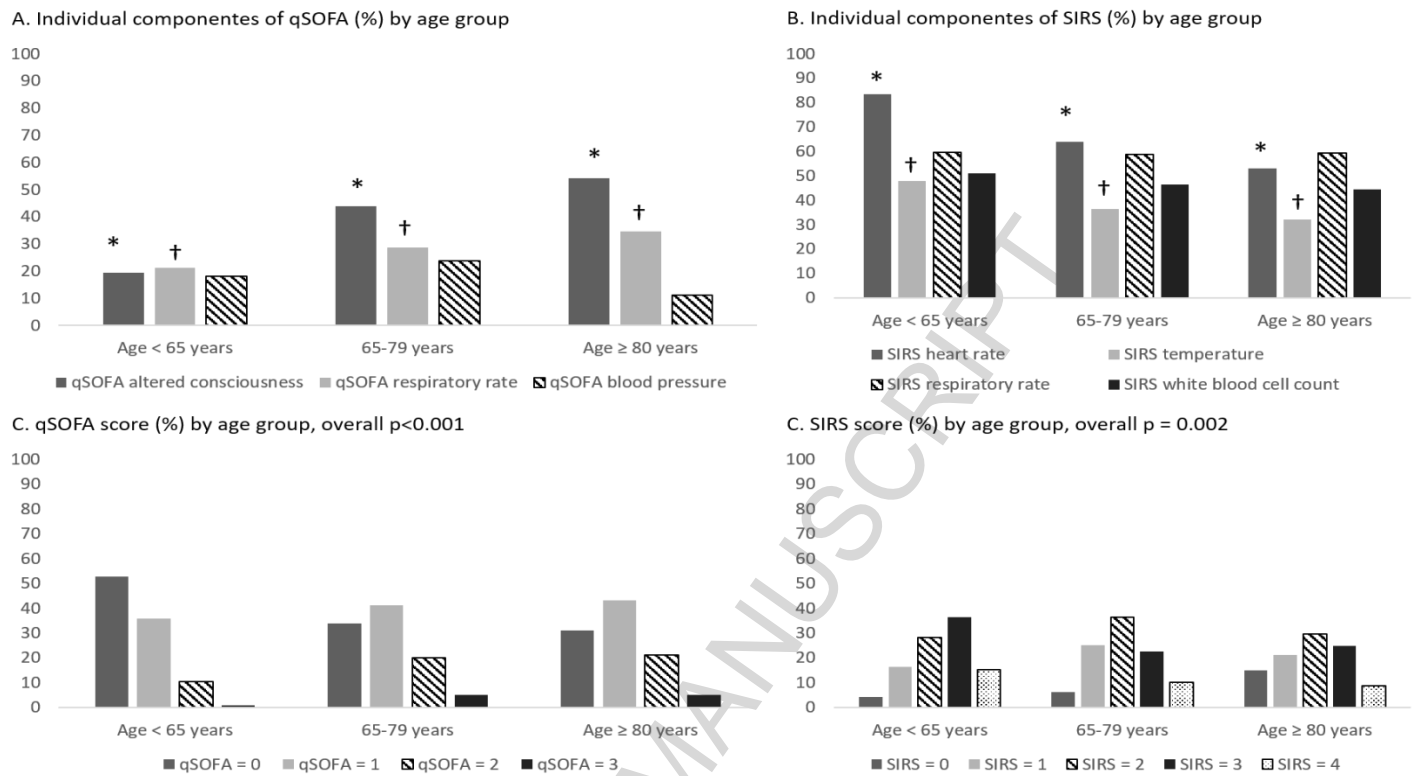 A. Individual componentes of qSOFA (%) by age group
100
90
80
70
60
50
40
30
20
10
0
*
†
*
†
*
†
Age < 65 years
65-79 years
Age ≥ 80 years
qSOFA altered consciousness
qSOFA respiratory rate
qSOFA blood pressure
B. Individual componentes of SIRS (%) by age group
100
90
80
70
60
50
40
30
20
10
0
*
†
*
†
*
†
Age < 65 years
65-79 years
Age ≥ 80 years
SIRS heart rate
SIRS temperature
SIRS respiratory rate
SIRS white blood cell count
C. qSOFA score (%) by age group, overall p<0.001
100
90
80
70
60
50
40
30
20
10
0
Age < 65 years
65-79 years
Age ≥ 80 years
qSOFA = 0
qSOFA = 1
qSOFA = 2
qSOFA = 3
C. SIRS score (%) by age group, overall p = 0.002
100
90
80
70
60
50
40
30
20
10
0
Age < 65 years
65-79 years
Age ≥ 80 years
SIRS = 0
SIRS = 1
SIRS = 2
SIRS = 3
SIRS = 4
MANUSCRIPT